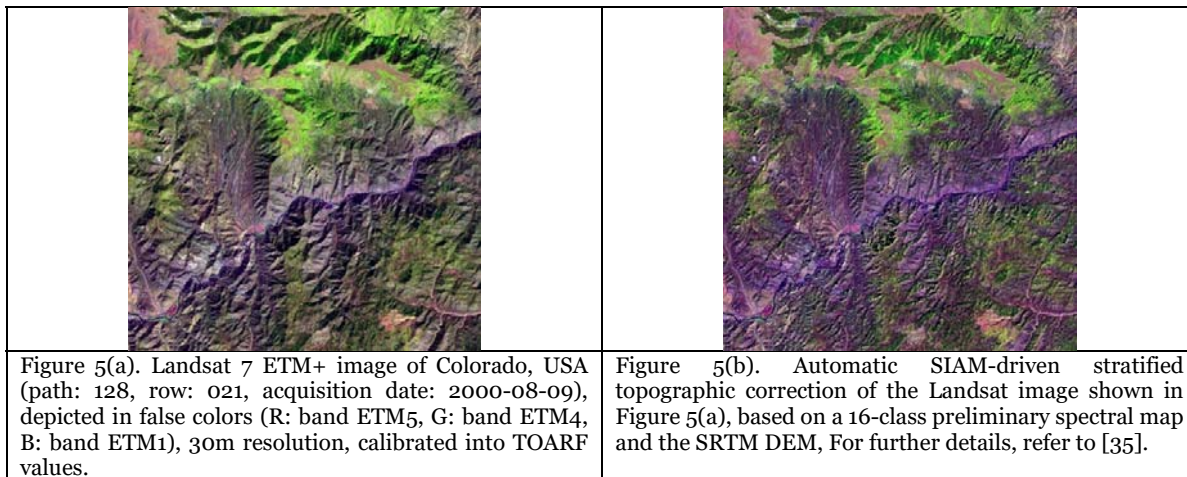 Figure 5(a). Landsat 7 ETM+ image of Colorado, USA
(path: 128, row: 021, acquisition date: 2000-08-09),
depicted in false colors (R: band ETM5, G: band ETM4,
B: band ETM1), 30m resolution, calibrated into TOARF
values.
Figure 5(b). Automatic SIAM-driven stratified
topographic correction of the Landsat image shown in
Figure 5(a), based on a 16-class preliminary spectral map
and the SRTM DEM, For further details, refer to [35].